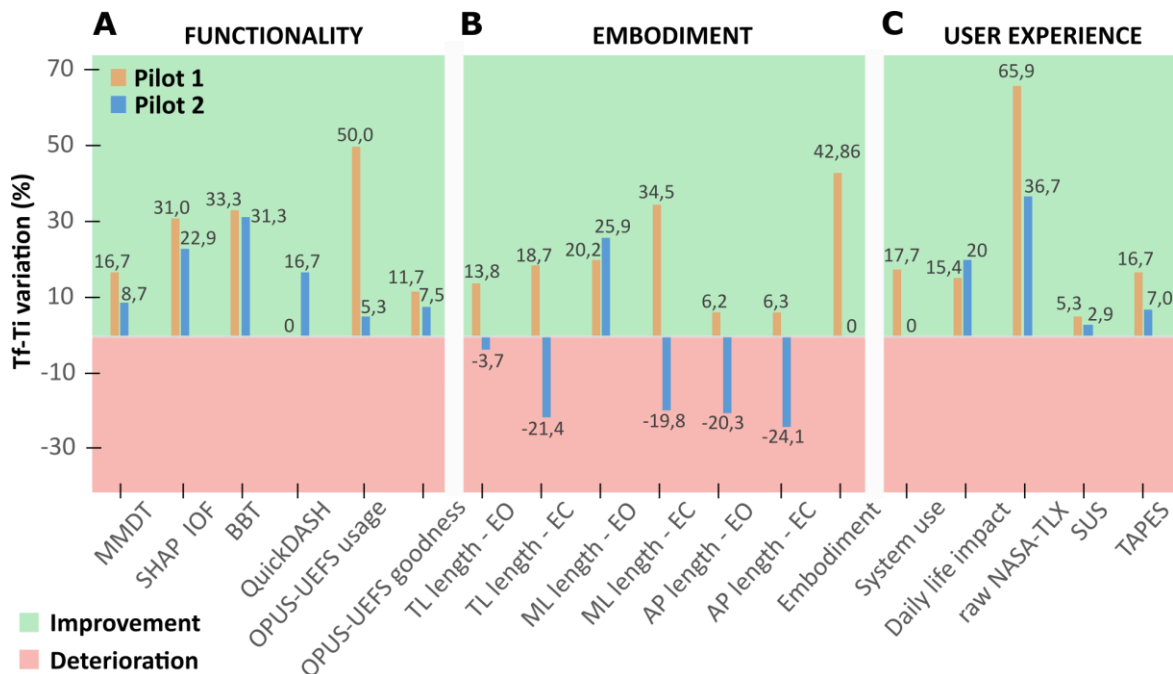 A
FUNCTIONALITY
B
EMBODIMENT
C
USER EXPERIENCE
Tf-Ti variation (%)
70
50
30
10
-10
-30
Pilot 1
Pilot 2
16,7
8,7
31,0
22,9
33,3
31,3
0
16,7
50,0
5,3
11,7
7,5
13,8
-3,7
18,7
-21,4
20,2
25,9
34,5
-19,8
6,2
-20,3
6,3
-24,1
42,86
0
17,7
0
15,4
20
65,9
36,7
5,3
2,9
16,7
7,0
MMDT
SHAP IOF
BBT
QuickDASH
OPUS-UEFS usage
OPUS-UEFS goodness
TL length - EO
TL length - EC
ML length - EO
ML length - EC
AP length - EO
AP length - EC
Embodiment
System use
Daily life impact
raw NASA-TLX
SUS
TAPES
Improvement
Deterioration